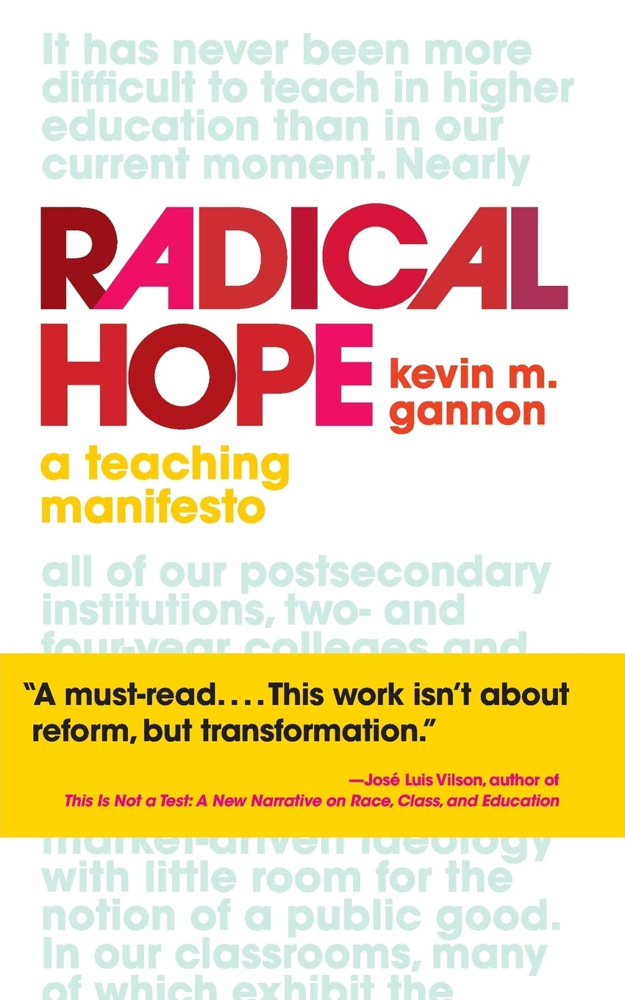 It has never been more
difficult to teach in higher
education than in our
current moment. Nearly
RADICAL
HOPE
kevin m.
gannon
a teaching
manifesto
all of our postsecondary
institutions, two- and
four-year colleges and
“A must-read. . . . This work isn’t about
reform, but transformation.”
—José Luis Vilson, author of
This Is Not a Test: A New Narrative on Race, Class, and Education
market-driven ideology
with little room for the
notion of a public good.
In our classrooms, many
of which exhibit the